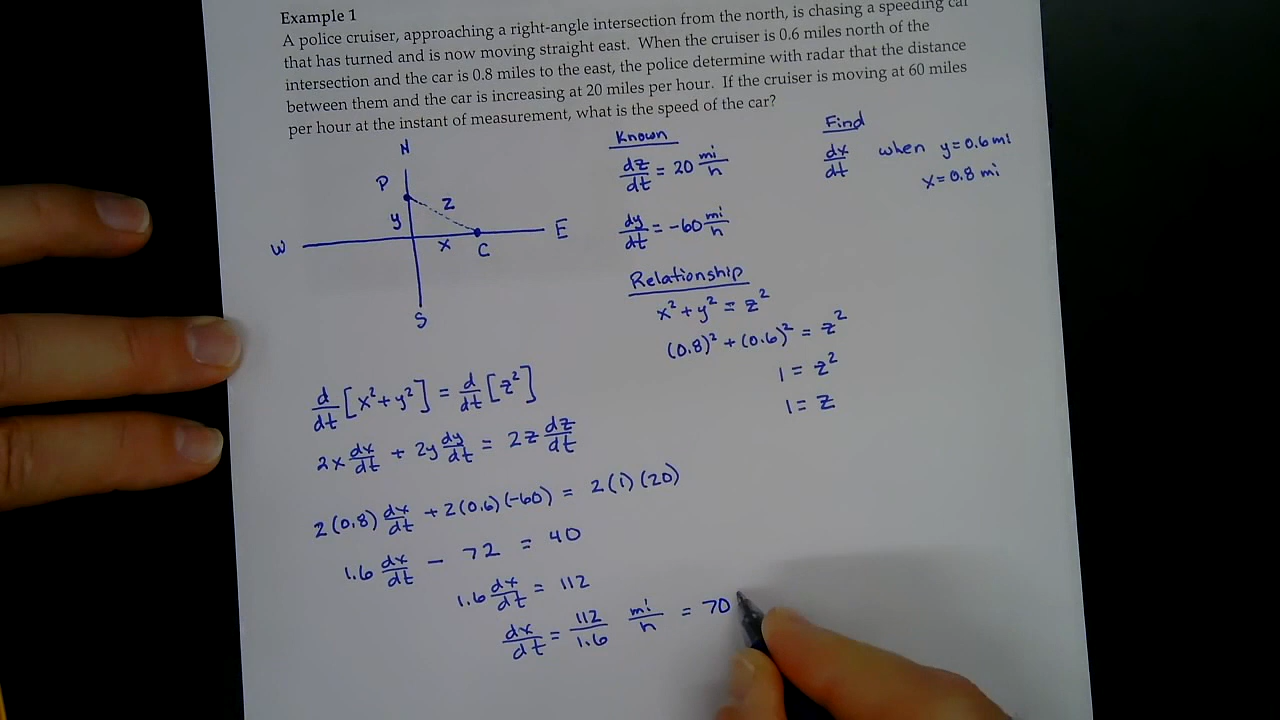 Example 1
A police cruiser, approaching a right-angle intersection from the north, is chasing a speeding car
that has turned and is now moving straight east. When the cruiser is 0.6 miles north of the
intersection and the car is 0.8 miles to the east, the police determine with radar that the distance
between them and the car is increasing at 20 miles per hour. If the cruiser is moving at 60 miles
per hour at the instant of measurement, what is the speed of the car?
N
P
y
z
W
x
C
E
S
Known
dz/dt = 20 mi/h
dy/dt = -60 mi/h
Find
dx/dt when y = 0.6 mi
x = 0.8 mi
Relationship
x² + y² = z²
(0.8)² + (0.6)² = z²
1 = z²
1 = z
d/dt [x² + y²] = d/dt [z²]
2x dx/dt + 2y dy/dt = 2z dz/dt
2(0.8) dx/dt + 2(0.6)(-60) = 2(1)(20)
1.6 dx/dt - 72 = 40
1.6 dx/dt = 112
dx/dt = 112/1.6 mi/h = 70